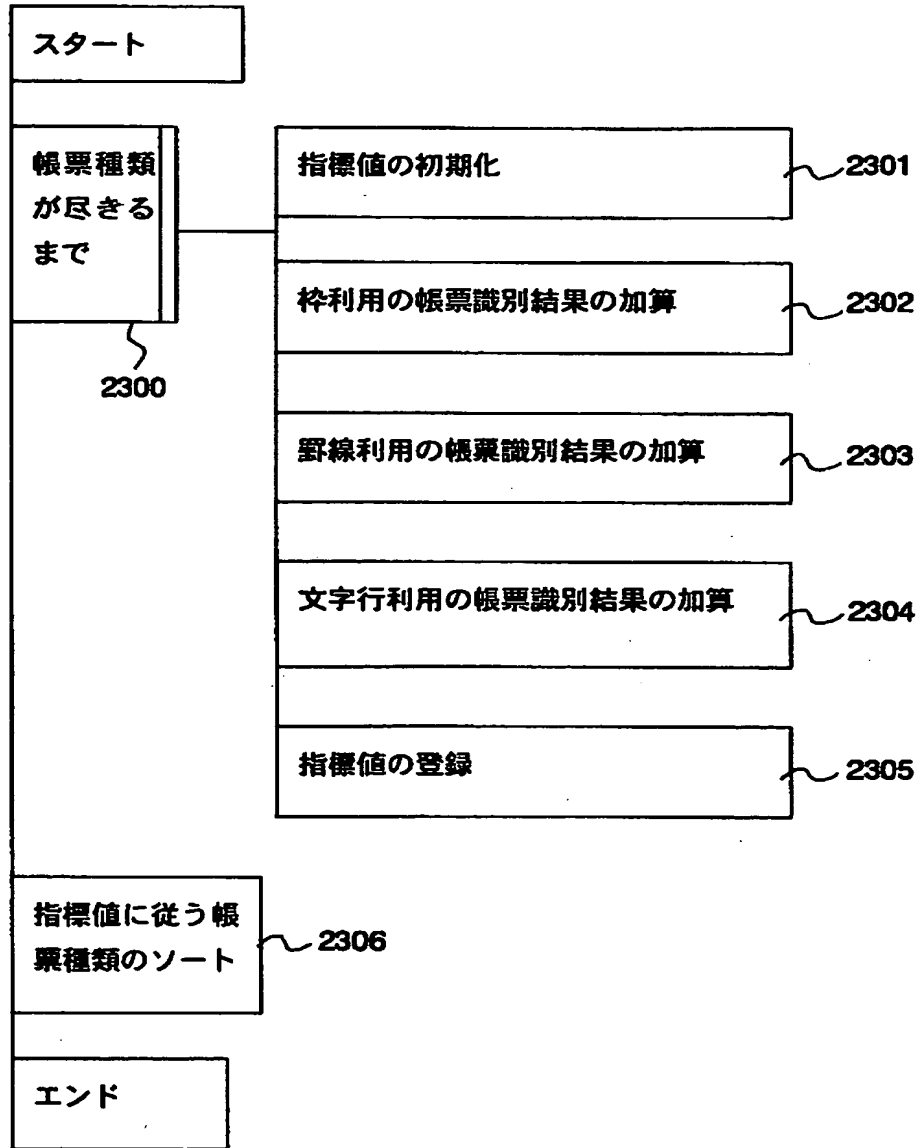 スタート
帳票種類
が尽きる
まで
2300
指標値の初期化
2301
枠利用の帳票識別結果の加算
2302
罫線利用の帳票識別結果の加算
2303
文字行利用の帳票識別結果の加算
2304
指標値の登録
2305
指標値に従う帳
票種類のソート
2306
エンド